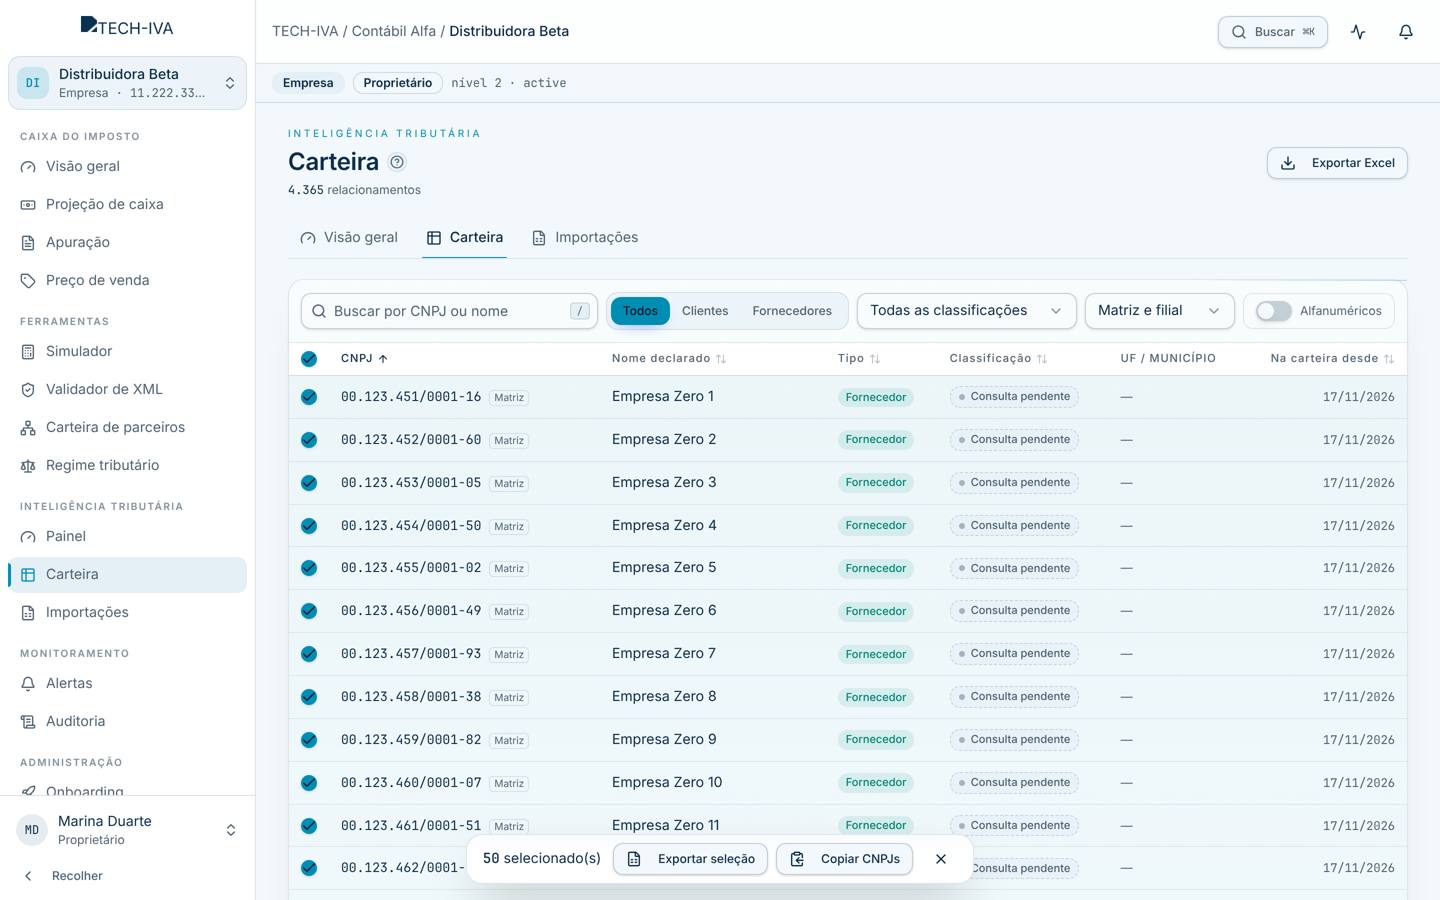 TECH-IVA
DI
Distribuidora Beta
Empresa · 11.222.33...
CAIXA DO IMPOSTO
Visão geral
Projeção de caixa
Apuração
Preço de venda
FERRAMENTAS
Simulador
Validador de XML
Carteira de parceiros
Regime tributário
INTELIGÊNCIA TRIBUTÁRIA
Painel
Carteira
Importações
MONITORAMENTO
Alertas
Auditoria
ADMINISTRAÇÃO
Onboarding
MD
Marina Duarte
Proprietário
Recolher
TECH-IVA / Contábil Alfa / Distribuidora Beta
Buscar ⌘K
Empresa Proprietário nível 2 · active
INTELIGÊNCIA TRIBUTÁRIA
Carteira
4.365 relacionamentos
Exportar Excel
Visão geral Carteira Importações
Buscar por CNPJ ou nome /
Todos Clientes Fornecedores
Todas as classificações
Matriz e filial
Alfanuméricos
CNPJ Nome declarado Tipo Classificação UF / MUNICÍPIO Na carteira desde
00.123.451/0001-16 Matriz Empresa Zero 1 Fornecedor Consulta pendente — 17/11/2026
00.123.452/0001-60 Matriz Empresa Zero 2 Fornecedor Consulta pendente — 17/11/2026
00.123.453/0001-05 Matriz Empresa Zero 3 Fornecedor Consulta pendente — 17/11/2026
00.123.454/0001-50 Matriz Empresa Zero 4 Fornecedor Consulta pendente — 17/11/2026
00.123.455/0001-02 Matriz Empresa Zero 5 Fornecedor Consulta pendente — 17/11/2026
00.123.456/0001-49 Matriz Empresa Zero 6 Fornecedor Consulta pendente — 17/11/2026
00.123.457/0001-93 Matriz Empresa Zero 7 Fornecedor Consulta pendente — 17/11/2026
00.123.458/0001-38 Matriz Empresa Zero 8 Fornecedor Consulta pendente — 17/11/2026
00.123.459/0001-82 Matriz Empresa Zero 9 Fornecedor Consulta pendente — 17/11/2026
00.123.460/0001-07 Matriz Empresa Zero 10 Fornecedor Consulta pendente — 17/11/2026
00.123.461/0001-51 Matriz Empresa Zero 11 Fornecedor Consulta pendente — 17/11/2026
00.123.462/0001- Consulta pendente — 17/11/2026
50 selecionado(s) Exportar seleção Copiar CNPJs